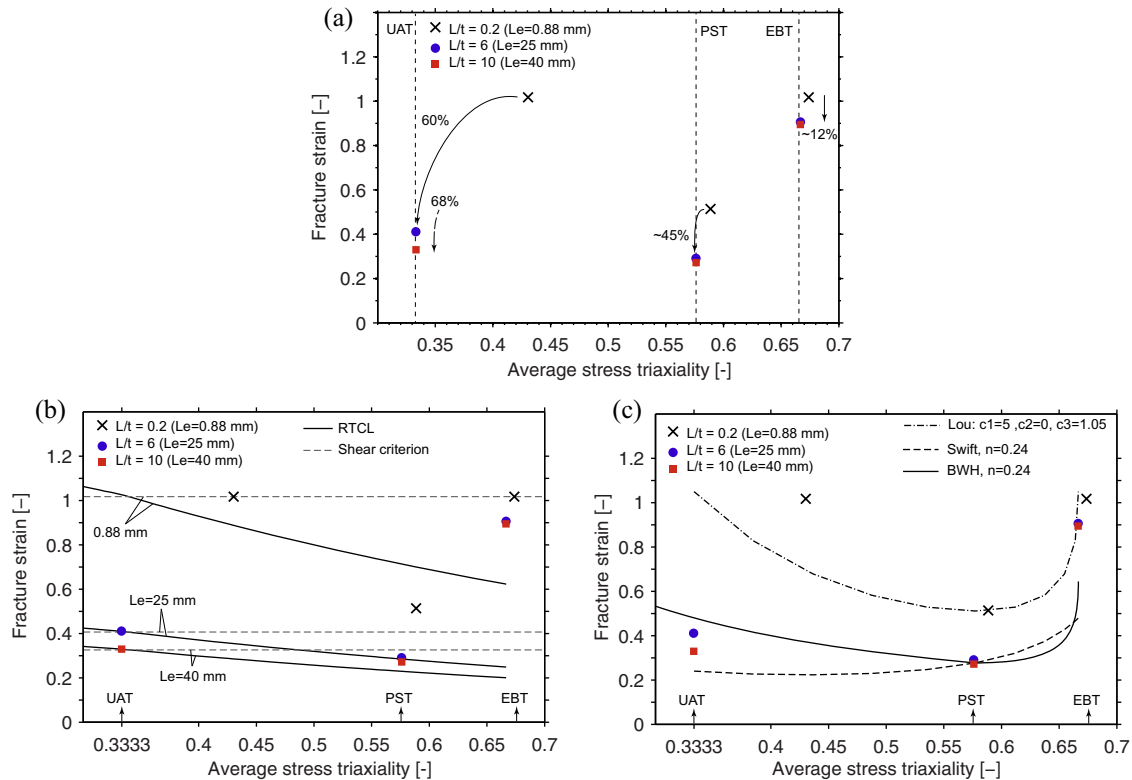 (a)
UAT
PST
EBT
L/t = 0.2 (Le=0.88 mm)
L/t = 6 (Le=25 mm)
L/t = 10 (Le=40 mm)
1.2
1
0.8
0.6
0.4
0.2
0
60%
68%
~45%
~12%
Fracture strain [–]
0.35
0.4
0.45
0.5
0.55
0.6
0.65
0.7
Average stress triaxiality [-]
(b)
L/t = 0.2 (Le=0.88 mm)
L/t = 6 (Le=25 mm)
L/t = 10 (Le=40 mm)
RTCL
Shear criterion
1.2
1
0.8
0.6
0.4
0.2
0
0.88 mm
Le=25 mm
Le=40 mm
UAT
PST
EBT
Fracture strain [–]
0.3333
0.4
0.45
0.5
0.55
0.6
0.65
0.7
Average stress triaxiality [-]
(c)
L/t = 0.2 (Le=0.88 mm)
L/t = 6 (Le=25 mm)
L/t = 10 (Le=40 mm)
Lou: c1=5 ,c2=0, c3=1.05
Swift, n=0.24
BWH, n=0.24
1.2
1
0.8
0.6
0.4
0.2
0
UAT
PST
EBT
Fracture strain [–]
0.3333
0.4
0.45
0.5
0.55
0.6
0.65
0.7
Average stress triaxiality [–]